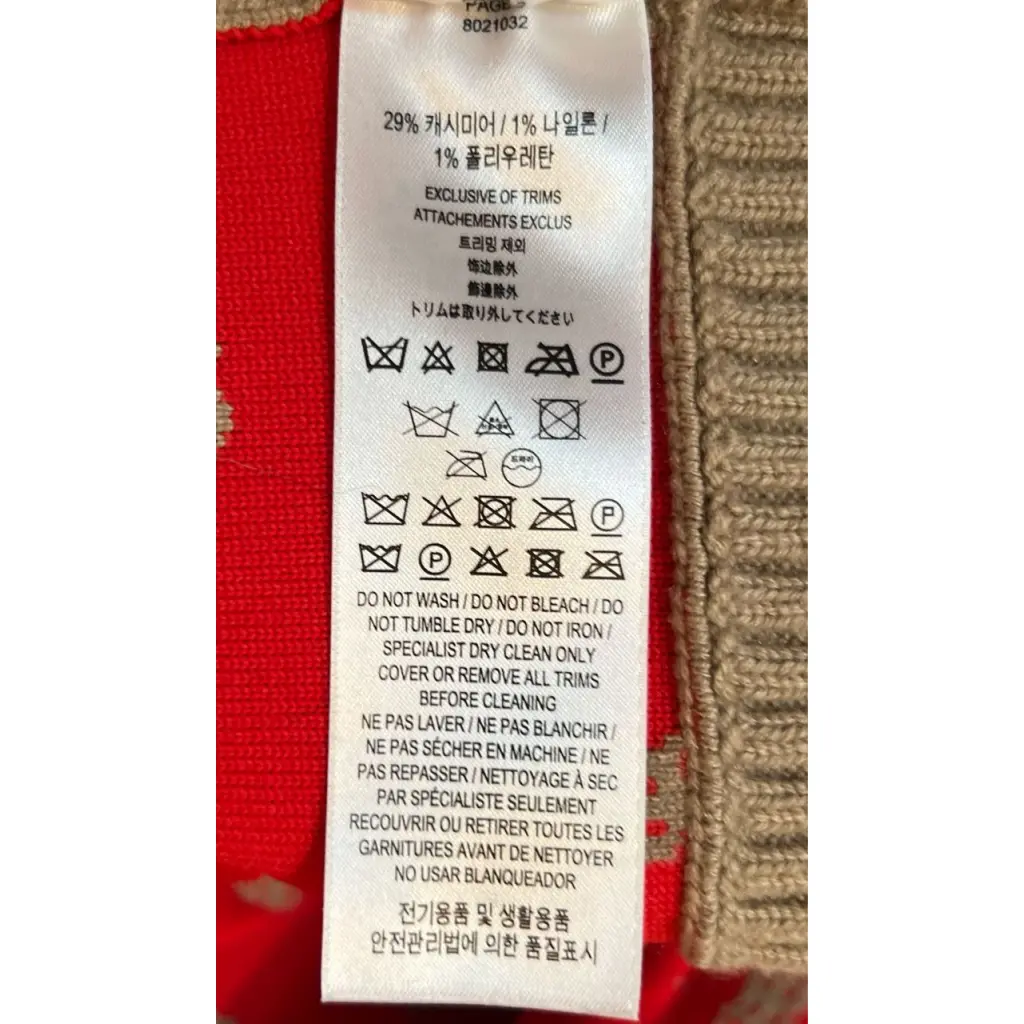 PAGE 5
8021032
29% 캐시미어 / 1% 나일론 /
1% 폴리우레탄
EXCLUSIVE OF TRIMS
ATTACHEMENTS EXCLUS
트리밍 제외
饰边除外
飾邊除外
トリムは取り外してください
P
드라이
P
P
DO NOT WASH / DO NOT BLEACH / DO
NOT TUMBLE DRY / DO NOT IRON /
SPECIALIST DRY CLEAN ONLY
COVER OR REMOVE ALL TRIMS
BEFORE CLEANING
NE PAS LAVER / NE PAS BLANCHIR /
NE PAS SÉCHER EN MACHINE / NE
PAS REPASSER / NETTOYAGE À SEC
PAR SPÉCIALISTE SEULEMENT
RECOUVRIR OU RETIRER TOUTES LES
GARNITURES AVANT DE NETTOYER
NO USAR BLANQUEADOR
전기용품 및 생활용품
안전관리법에 의한 품질표시